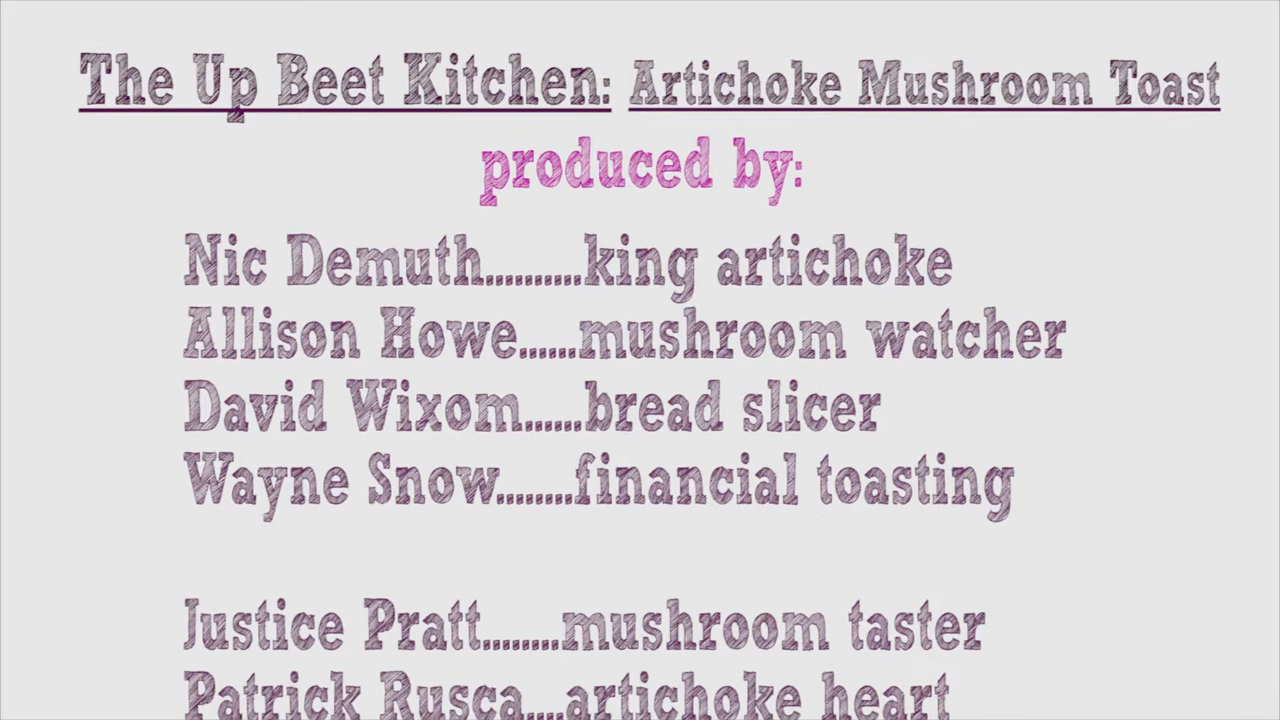 The Up Beet Kitchen: Artichoke Mushroom Toast
produced by:
Nic Demuth..........king artichoke
Allison Howe......mushroom watcher
David Wixom......bread slicer
Wayne Snow........financial toasting
Justice Pratt........mushroom taster
Patrick Rusca....artichoke heart